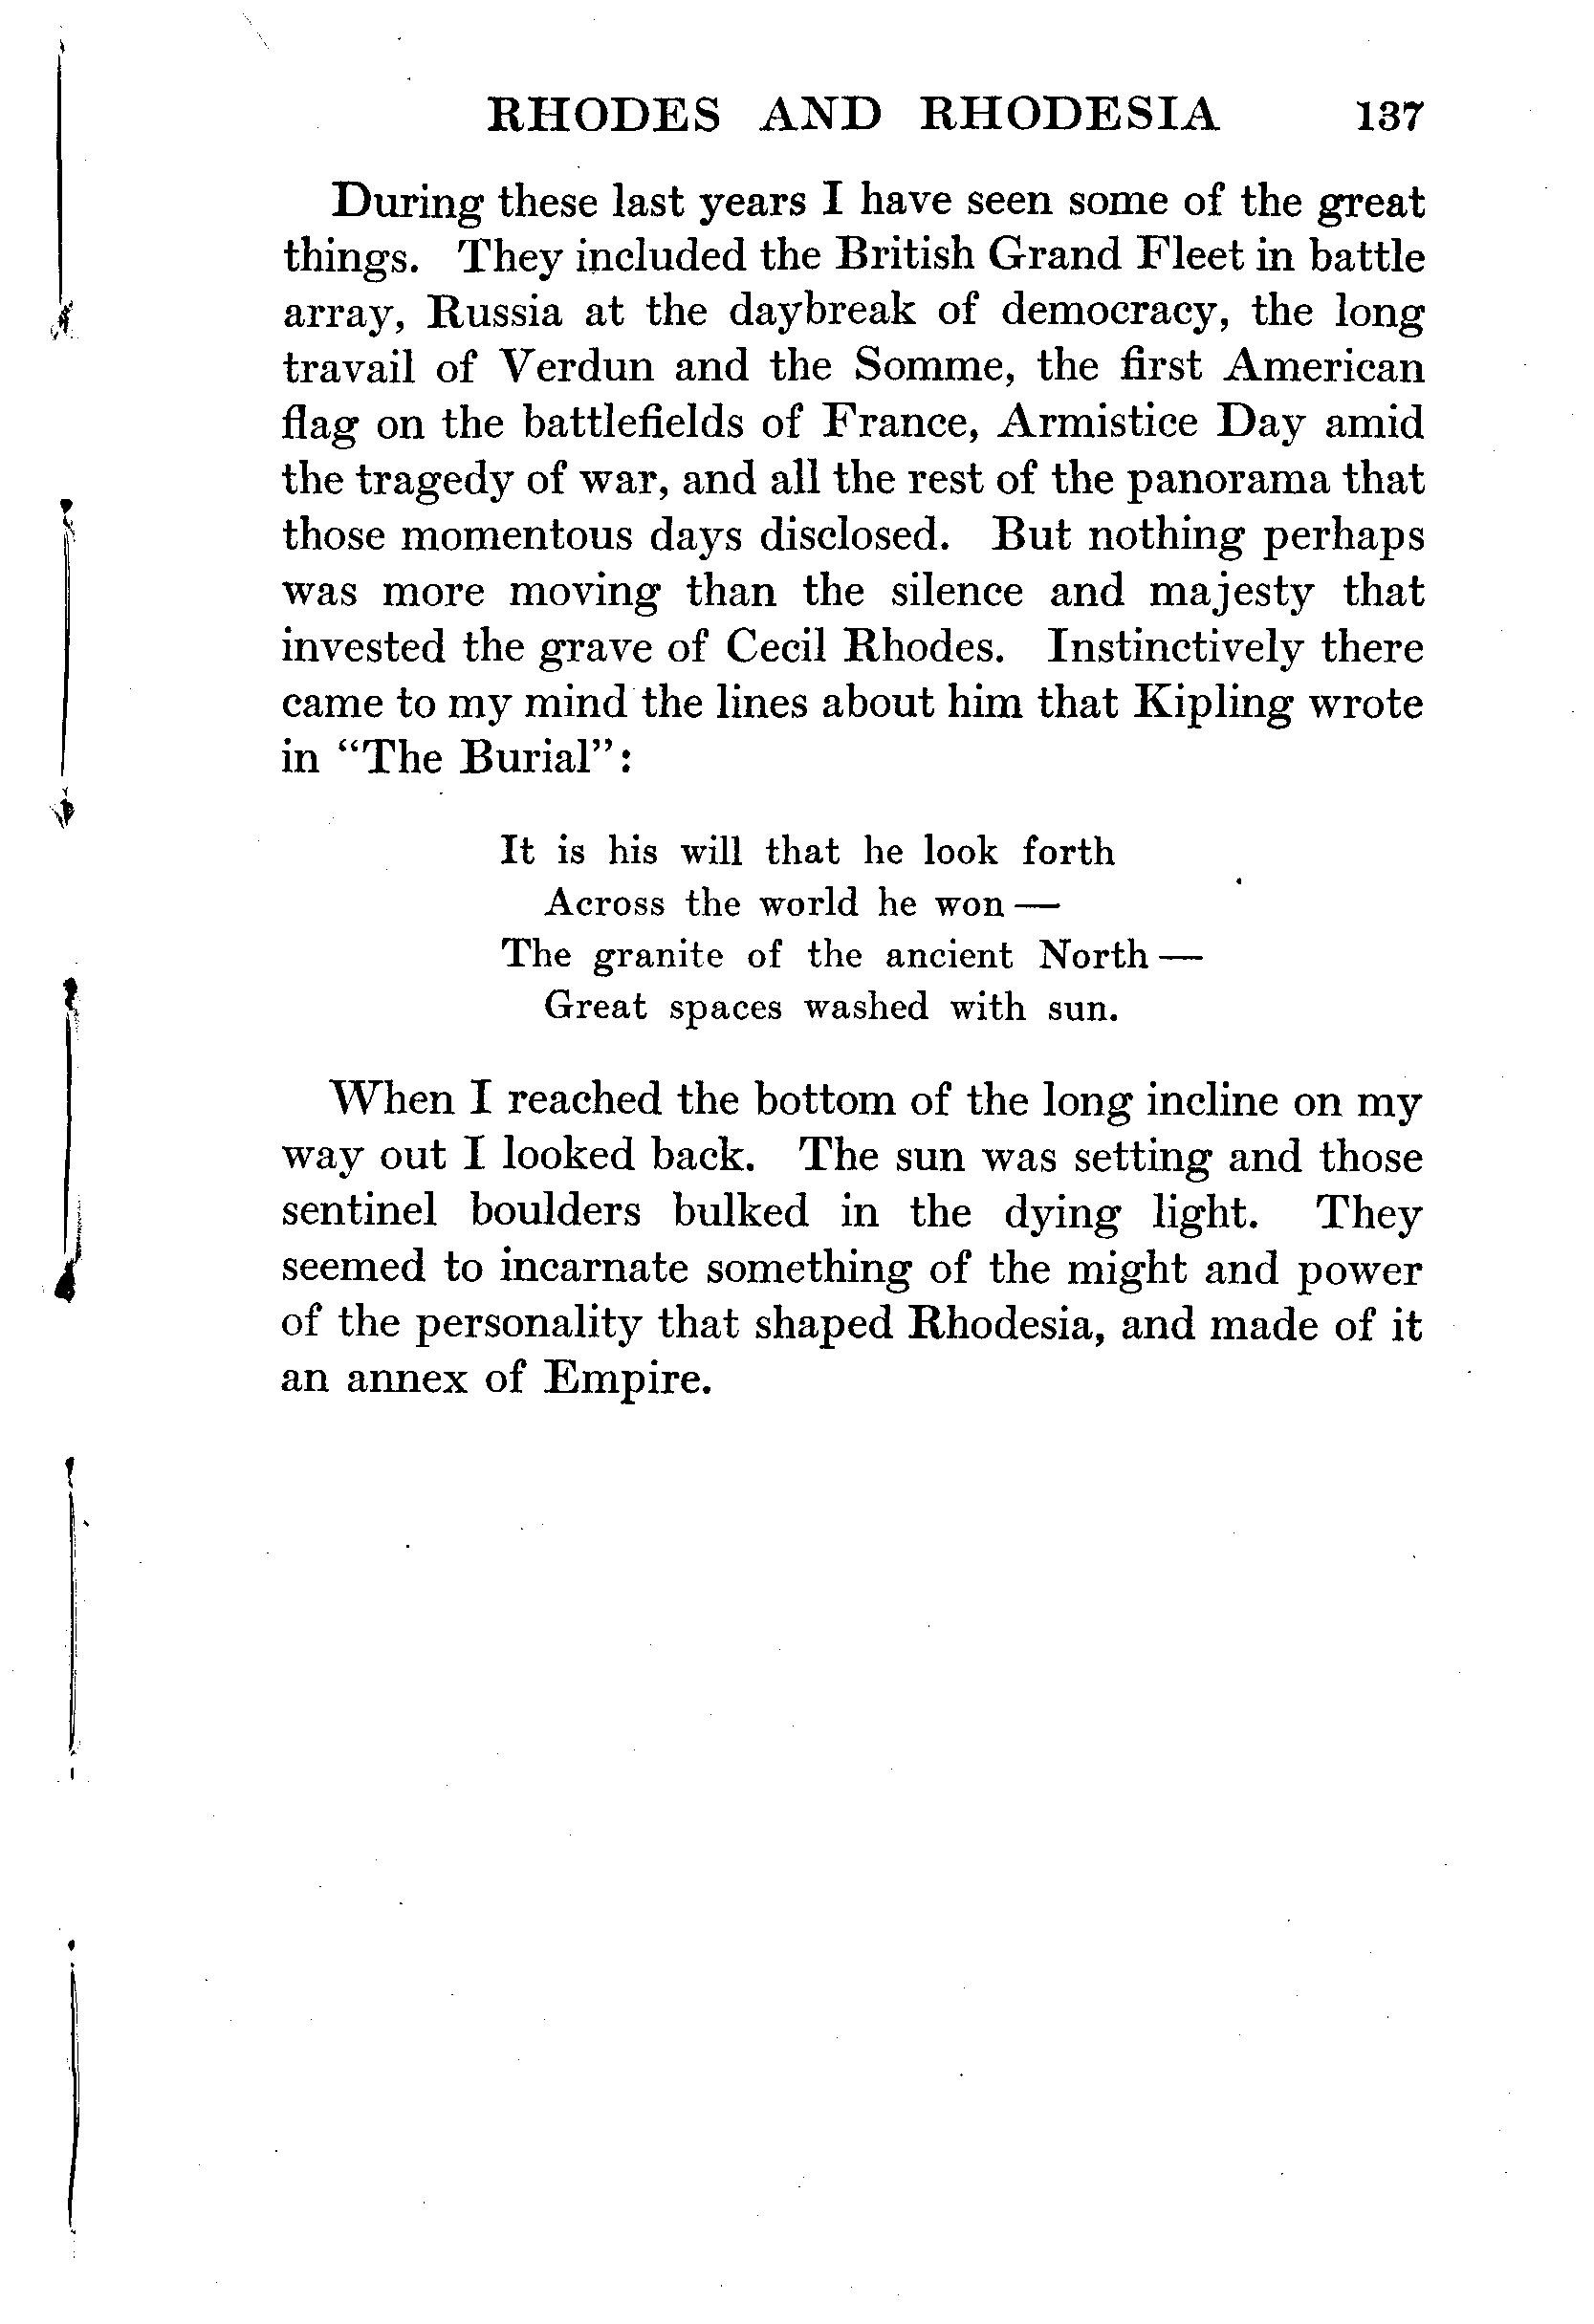 RHODES AND RHODESIA 137
During these last years I have seen some of the great
things. They included the British Grand Fleet in battle
array, Russia at the daybreak of democracy, the long
travail of Verdun and the Somme, the first American
flag on the battlefields of France, Armistice Day amid
the tragedy of war, and all the rest of the panorama that
those momentous days disclosed. But nothing perhaps
was more moving than the silence and majesty that
invested the grave of Cecil Rhodes. Instinctively there
came to my mind the lines about him that Kipling wrote
in “The Burial”:
It is his will that he look forth
Across the world he won —
The granite of the ancient North —
Great spaces washed with sun.
When I reached the bottom of the long incline on my
way out I looked back. The sun was setting and those
sentinel boulders bulked in the dying light. They
seemed to incarnate something of the might and power
of the personality that shaped Rhodesia, and made of it
an annex of Empire.